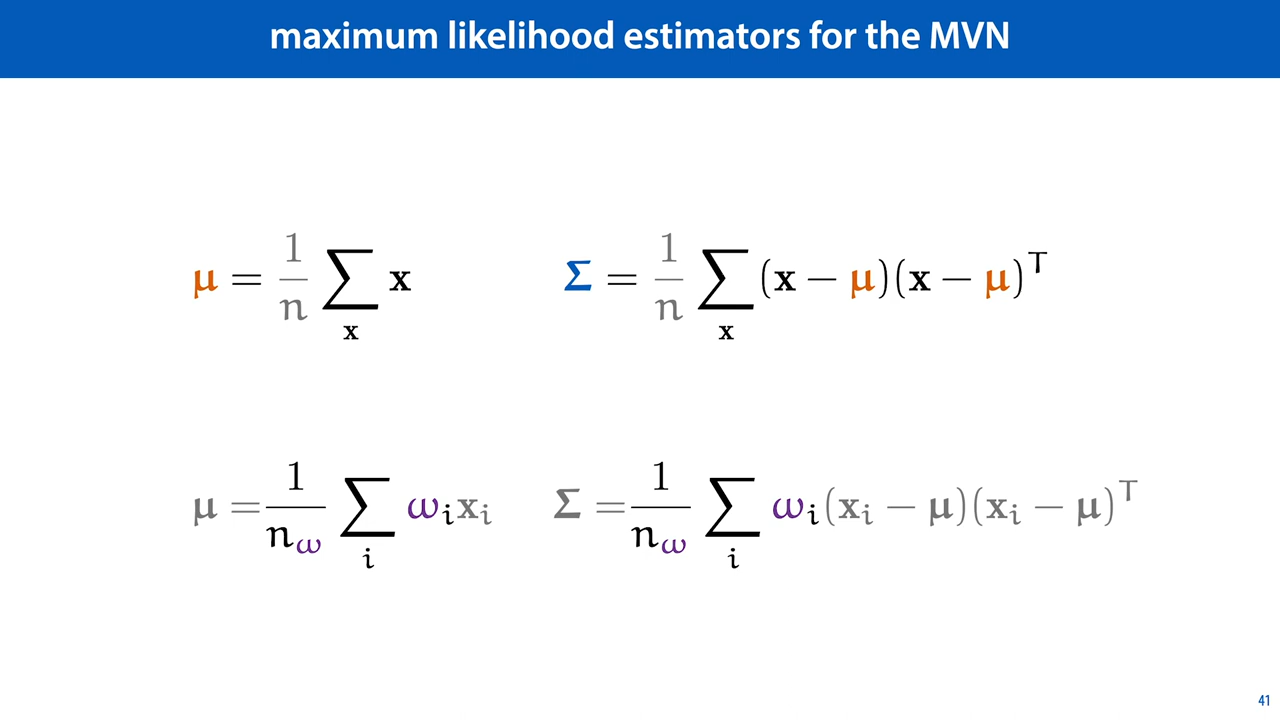 maximum likelihood estimators for the MVN
μ = 1/n ∑_x x    Σ = 1/n ∑_x (x − μ)(x − μ)^T
μ = 1/n_ω ∑_i ω_i x_i    Σ = 1/n_ω ∑_i ω_i (x_i − μ)(x_i − μ)^T
41